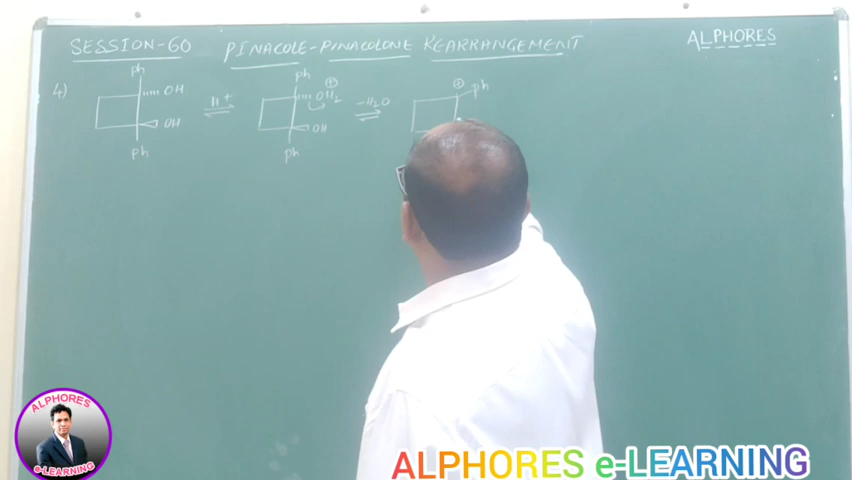 SESSION-60 PINACOLE-PINACOLONE REARRANGEMENT
ALPHORES
4)
Ph Ph Ph
OH H+ OH2 -H2O
OH OH
Ph Ph
ALPHORES
e-LEARNING
ALPHORES e-LEARNING